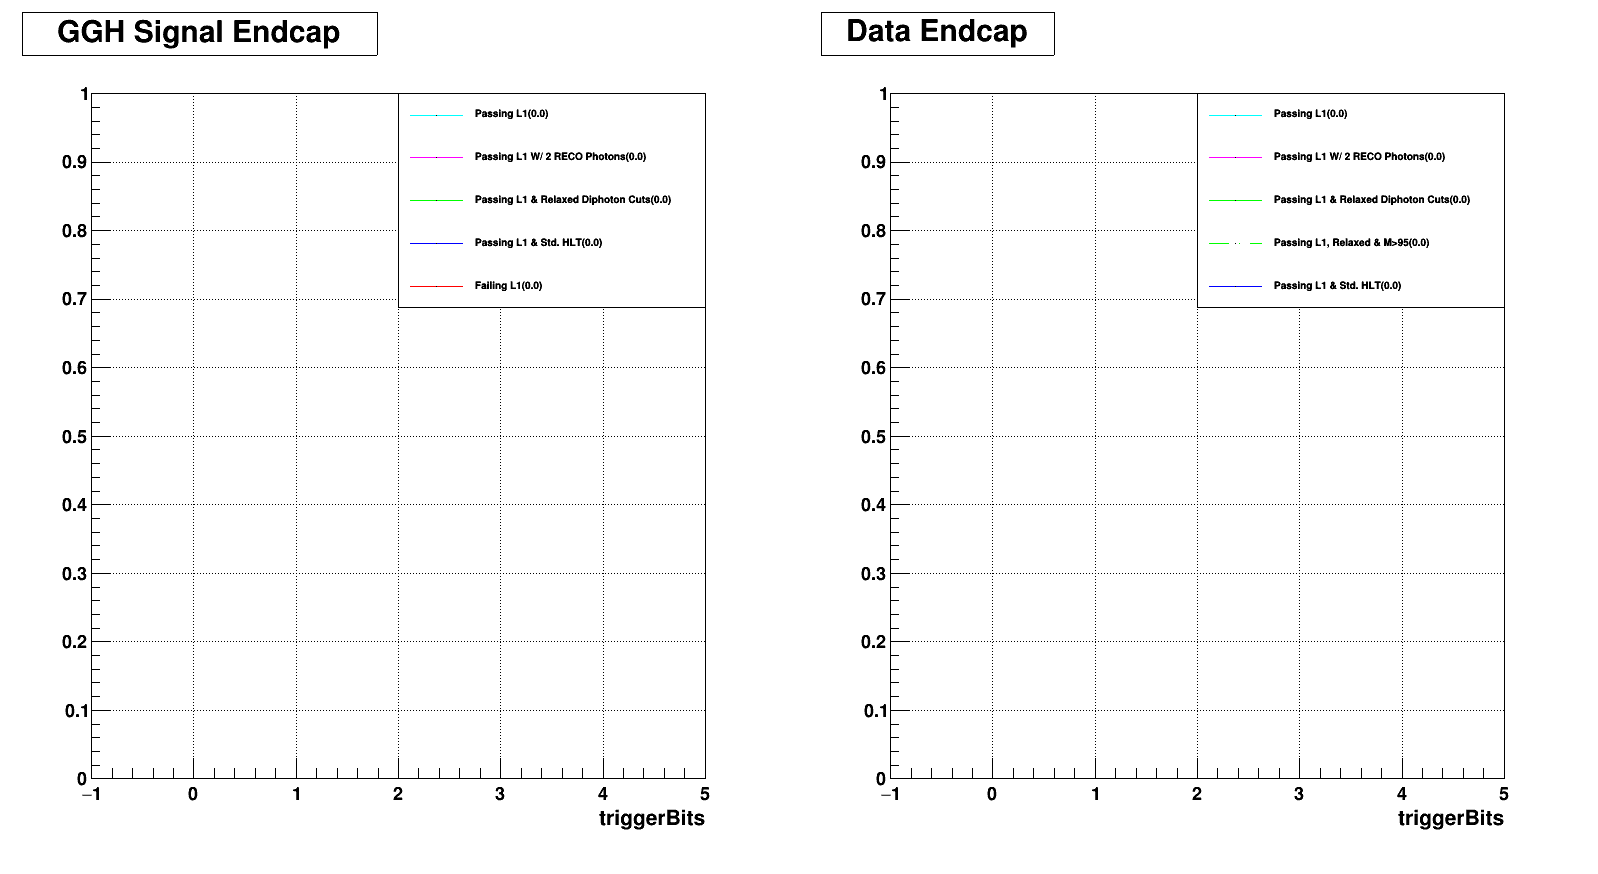 GGH Signal Endcap
1
0.9
0.8
0.7
0.6
0.5
0.4
0.3
0.2
0.1
0
−1 0 1 2 3 4 5
triggerBits
Passing L1(0.0)
Passing L1 W/ 2 RECO Photons(0.0)
Passing L1 & Relaxed Diphoton Cuts(0.0)
Passing L1 & Std. HLT(0.0)
Failing L1(0.0)
Data Endcap
1
0.9
0.8
0.7
0.6
0.5
0.4
0.3
0.2
0.1
0
−1 0 1 2 3 4 5
triggerBits
Passing L1(0.0)
Passing L1 W/ 2 RECO Photons(0.0)
Passing L1 & Relaxed Diphoton Cuts(0.0)
Passing L1, Relaxed & M>95(0.0)
Passing L1 & Std. HLT(0.0)